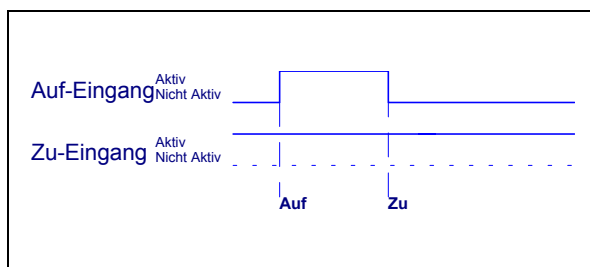 Auf-Eingang Aktiv
Nicht Aktiv
Zu-Eingang Aktiv
Nicht Aktiv
Auf Zu